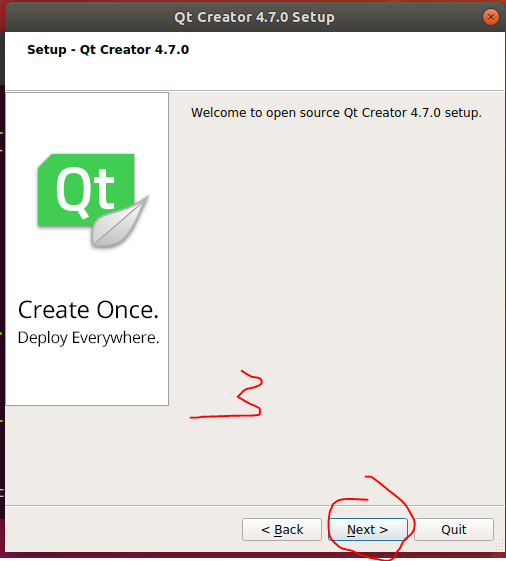 Qt Creator 4.7.0 Setup
Setup - Qt Creator 4.7.0
Welcome to open source Qt Creator 4.7.0 setup.
Qt
Create Once.
Deploy Everywhere.
3
< Back
Next >
Quit